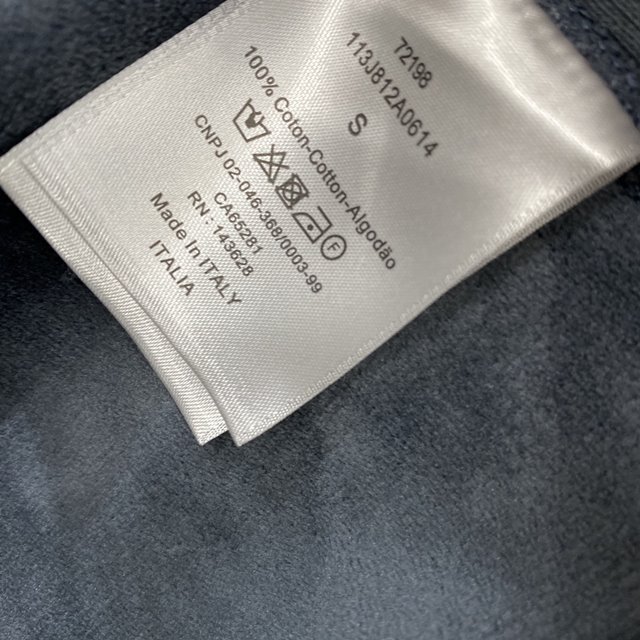 72198
113J812A0614
S
100% Coton-Cotton-Algodão
F
CNPJ 02-046-368/0003-99
CA65281
RN : 143628
Made In ITALY
ITALIA